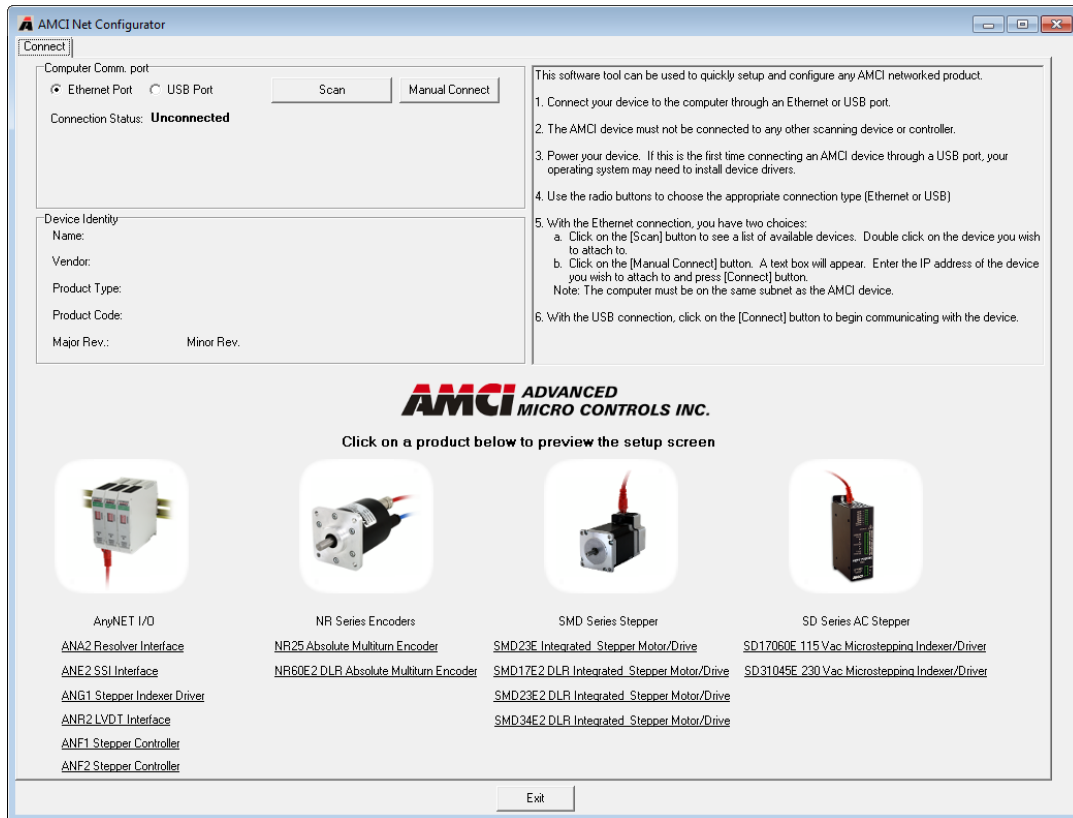 AMCI Net Configurator
Connect
Computer Comm. port
Ethernet Port USB Port Scan Manual Connect
Connection Status: Unconnected
Device Identity
Name:
Vendor:
Product Type:
Product Code:
Major Rev.: Minor Rev.
This software tool can be used to quickly setup and configure any AMCI networked product.
1. Connect your device to the computer through an Ethernet or USB port.
2. The AMCI device must not be connected to any other scanning device or controller.
3. Power your device. If this is the first time connecting an AMCI device through a USB port, your
operating system may need to install device drivers.
4. Use the radio buttons to choose the appropriate connection type (Ethernet or USB)
5. With the Ethernet connection, you have two choices:
a. Click on the [Scan] button to see a list of available devices. Double click on the device you wish
to attach to.
b. Click on the [Manual Connect] button. A text box will appear. Enter the IP address of the device
you wish to attach to and press [Connect] button.
Note: The computer must be on the same subnet as the AMCI device.
6. With the USB connection, click on the [Connect] button to begin communicating with the device.
AMCI ADVANCED
MICRO CONTROLS INC.
Click on a product below to preview the setup screen
AnyNET I/O
ANA2 Resolver Interface
ANE2 SSI Interface
ANG1 Stepper Indexer Driver
ANR2 LVDT Interface
ANF1 Stepper Controller
ANF2 Stepper Controller
NR Series Encoders
NR25 Absolute Multiturn Encoder
NR60E2 DLR Absolute Multiturn Encoder
SMD Series Stepper
SMD23E Integrated Stepper Motor/Drive
SMD17E2 DLR Integrated Stepper Motor/Drive
SMD23E2 DLR Integrated Stepper Motor/Drive
SMD34E2 DLR Integrated Stepper Motor/Drive
AMCI
SD Series AC Stepper
SD17060E 115 Vac Microstepping Indexer/Driver
SD31045E 230 Vac Microstepping Indexer/Driver
Exit